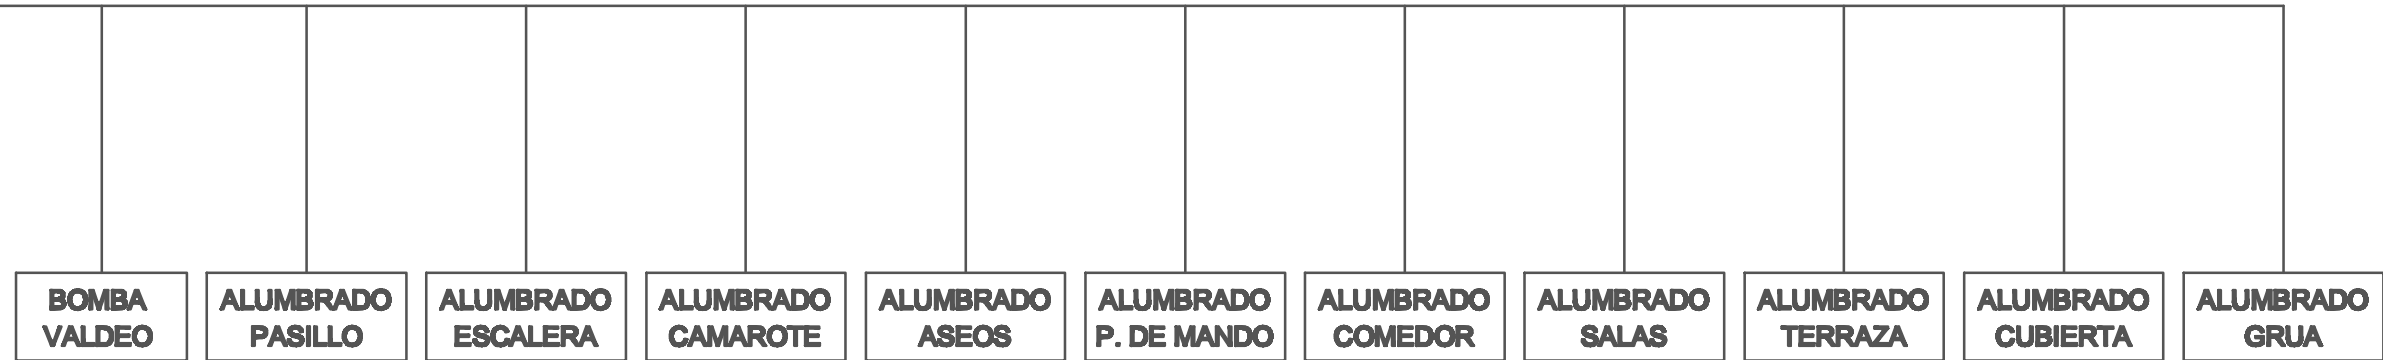 BOMBA
VALDEO
ALUMBRADO
PASILLO
ALUMBRADO
ESCALERA
ALUMBRADO
CAMAROTE
ALUMBRADO
ASEOS
ALUMBRADO
P. DE MANDO
ALUMBRADO
COMEDOR
ALUMBRADO
SALAS
ALUMBRADO
TERRAZA
ALUMBRADO
CUBIERTA
ALUMBRADO
GRUA